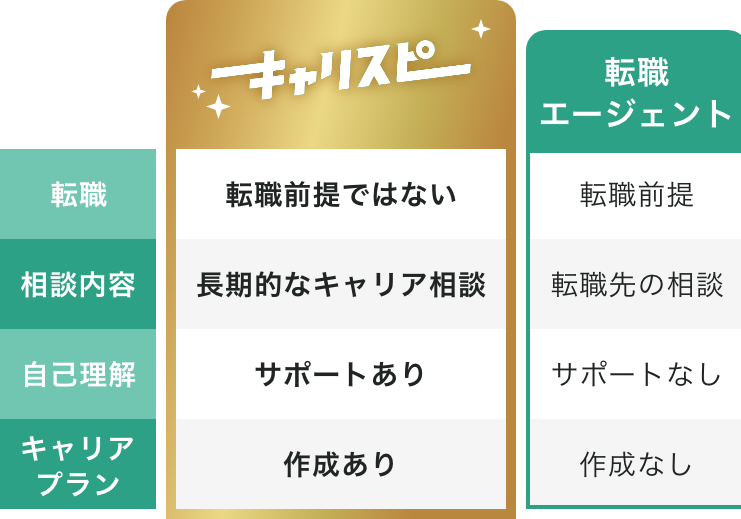 キャリスピ
転職
エージェント
転職
転職前提ではない
転職前提
相談内容
長期的なキャリア相談
転職先の相談
自己理解
サポートあり
サポートなし
キャリア
プラン
作成あり
作成なし